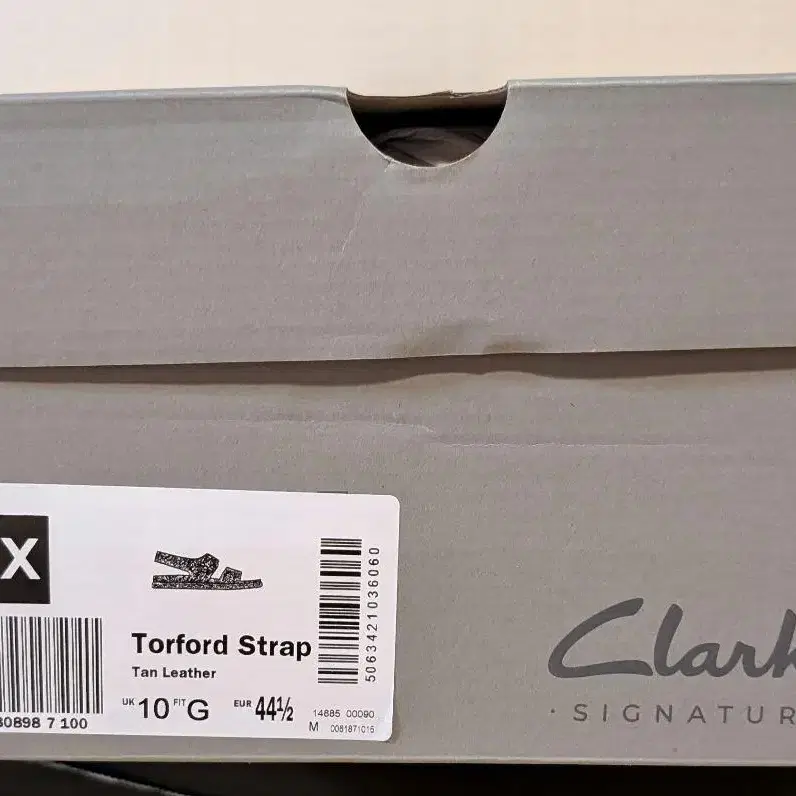 X
Torford Strap
Tan Leather
UK 10 FIT G EUR 44½
14885 00090
M 0081871015
5063421036060
30898 7 100
Clark
· SIGNATUR